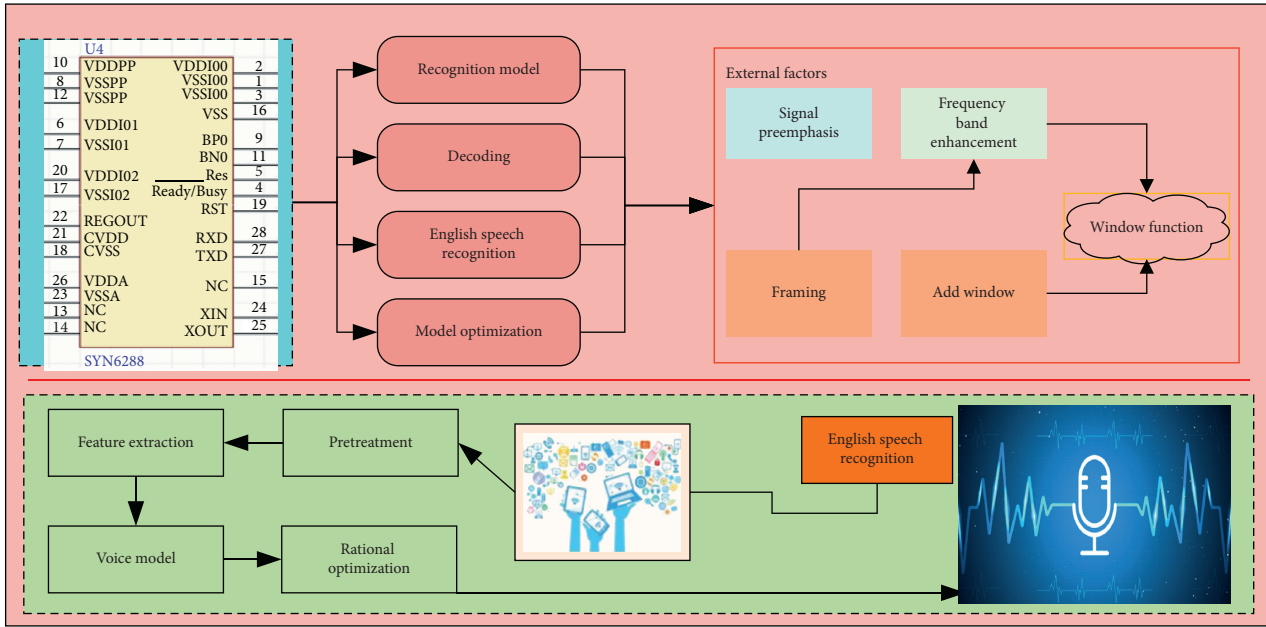 U4
10 VDDPP VDDI00 2
8 VSSPP VSSI00 1
12 VSSPP VSSI00 3
VSS 16
6 VDDI01
7 VSSI01 BP0 9
BN0 11
20 VDDI02 Res 5
17 VSSI02 Ready/Busy 4
RST 19
22 REGOUT
21 CVDD RXD 28
18 CVSS TXD 27
26 VDDA NC 15
23 VSSA
13 NC XIN 24
14 NC XOUT 25
SYN6288
Recognition model
Decoding
English speech
recognition
Model optimization
External factors
Signal
preemphasis
Frequency
band
enhancement
Window function
Framing
Add window
Feature extraction
Pretreatment
English speech
recognition
Voice model
Rational
optimization